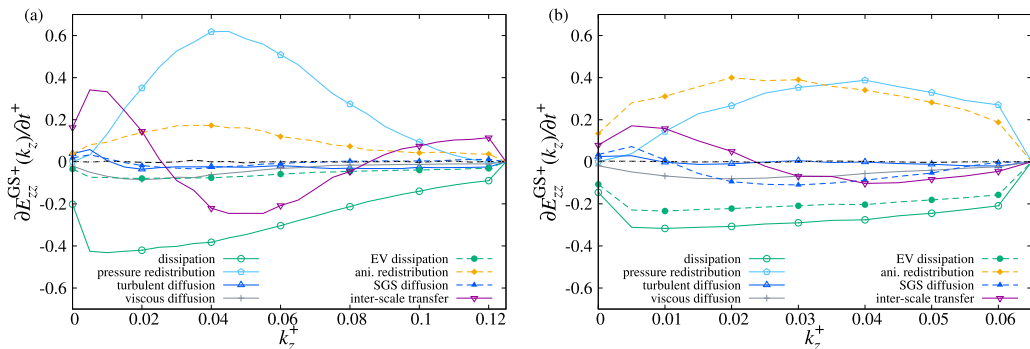 (a)
∂E_zz^GS+(k_z)/∂t^+
0.6
0.4
0.2
0
-0.2
-0.4
-0.6
dissipation
pressure redistribution
turbulent diffusion
viscous diffusion
EV dissipation
ani. redistribution
SGS diffusion
inter-scale transfer
0 0.02 0.04 0.06 0.08 0.1 0.12
k_z^+
(b)
∂E_zz^GS+(k_z)/∂t^+
0.6
0.4
0.2
0
-0.2
-0.4
-0.6
dissipation
pressure redistribution
turbulent diffusion
viscous diffusion
EV dissipation
ani. redistribution
SGS diffusion
inter-scale transfer
0 0.01 0.02 0.03 0.04 0.05 0.06
k_z^+